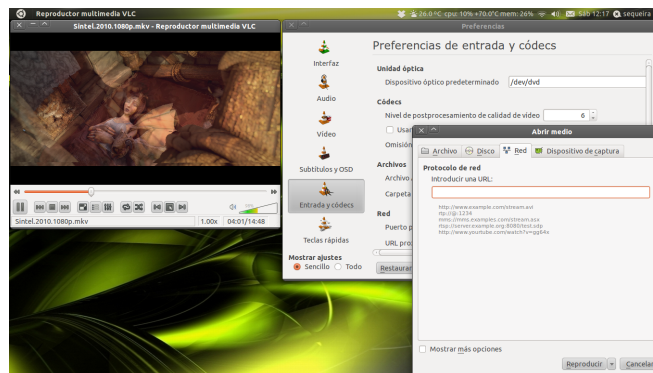 Reproductor multimedia VLC
26.0°C cpu: 10% +70.0°C mem: 26%
Sáb 12:17
sequeira
Sintel.2010.1080p.mkv - Reproductor multimedia VLC
Sintel.2010.1080p.mkv
1.00x
04:01/14:48
Preferencias
Interfaz
Audio
Vídeo
Subtítulos y OSD
Entrada y códecs
Teclas rápidas
Mostrar ajustes
Sencillo
Todo
Preferencias de entrada y códecs
Unidad óptica
Dispositivo óptico predeterminado
/dev/dvd
Códecs
Nivel de postprocesamiento de calidad de vídeo
6
Usar
Omisión
Archivos
Archivo
Carpeta
Red
Puerto p
URL pro
Restaurar
Abrir medio
Archivo
Disco
Red
Dispositivo de captura
Protocolo de red
Introducir una URL:
http://www.example.com/stream.avi
rtp://@:1234
mms://mms.examples.com/stream.asx
rtsp://server.example.org:8080/test.sdp
http://www.yourtube.com/watch?v=gg64x
Mostrar más opciones
Reproducir
Cancelar